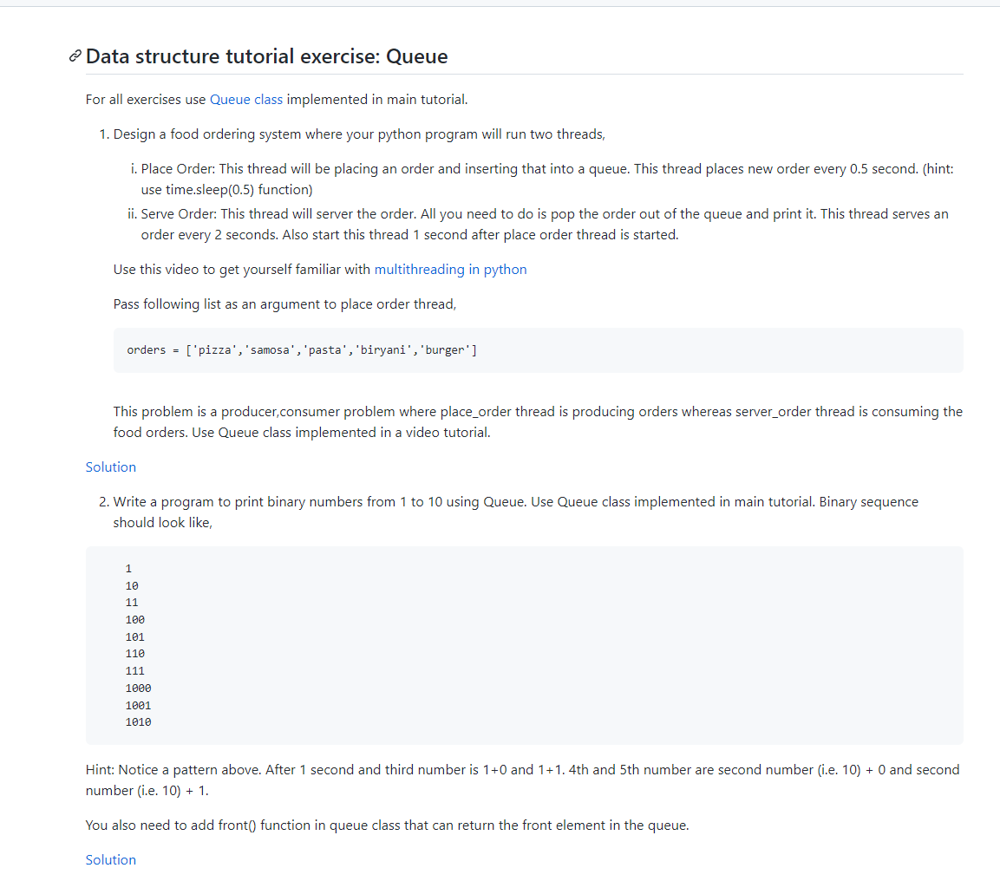 Data structure tutorial exercise: Queue
For all exercises use Queue class implemented in main tutorial.
1. Design a food ordering system where your python program will run two threads,
i. Place Order: This thread will be placing an order and inserting that into a queue. This thread places new order every 0.5 second. (hint:
use time.sleep(0.5) function)
ii. Serve Order: This thread will server the order. All you need to do is pop the order out of the queue and print it. This thread serves an
order every 2 seconds. Also start this thread 1 second after place order thread is started.
Use this video to get yourself familiar with multithreading in python
Pass following list as an argument to place order thread,
orders = ['pizza','samosa','pasta','biryani','burger']
This problem is a producer,consumer problem where place_order thread is producing orders whereas server_order thread is consuming the
food orders. Use Queue class implemented in a video tutorial.
Solution
2. Write a program to print binary numbers from 1 to 10 using Queue. Use Queue class implemented in main tutorial. Binary sequence
should look like,
1
10
11
100
101
110
111
1000
1001
1010
Hint: Notice a pattern above. After 1 second and third number is 1+0 and 1+1. 4th and 5th number are second number (i.e. 10) + 0 and second
number (i.e. 10) + 1.
You also need to add front() function in queue class that can return the front element in the queue.
Solution